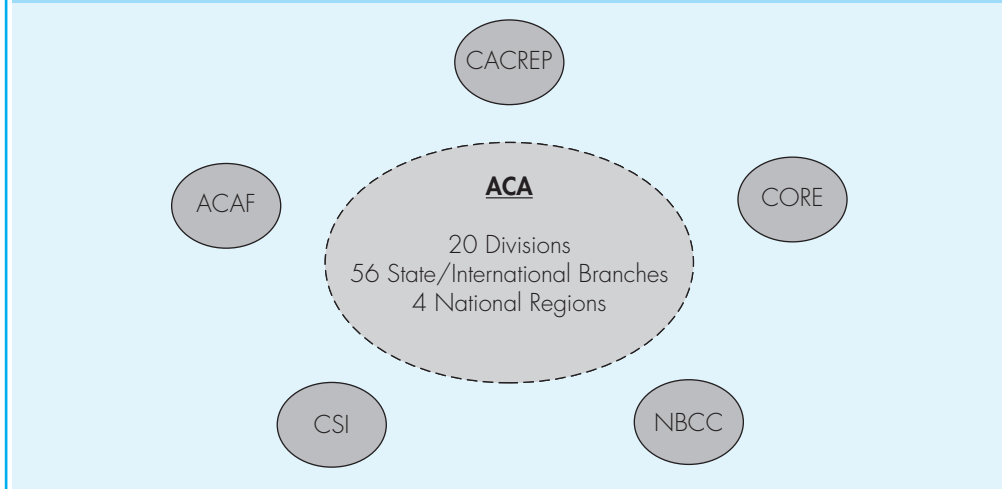 CACREP
ACAF
CORE
ACA
20 Divisions
56 State/International Branches
4 National Regions
CSI
NBCC